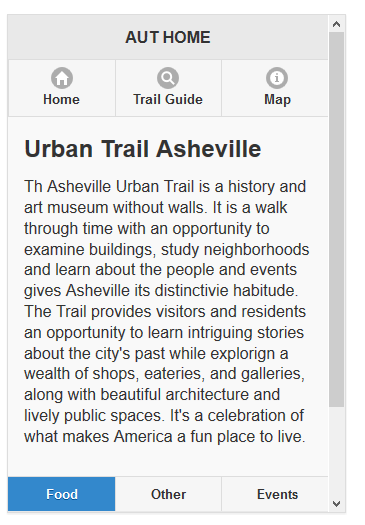 AUT HOME
Home Trail Guide Map
Urban Trail Asheville
Th Asheville Urban Trail is a history and
art museum without walls. It is a walk
through time with an opportunity to
examine buildings, study neighborhoods
and learn about the people and events
gives Asheville its distinctivie habitude.
The Trail provides visitors and residents
an opportunity to learn intriguing stories
about the city's past while explorign a
wealth of shops, eateries, and galleries,
along with beautiful architecture and
lively public spaces. It's a celebration of
what makes America a fun place to live.
Food Other Events